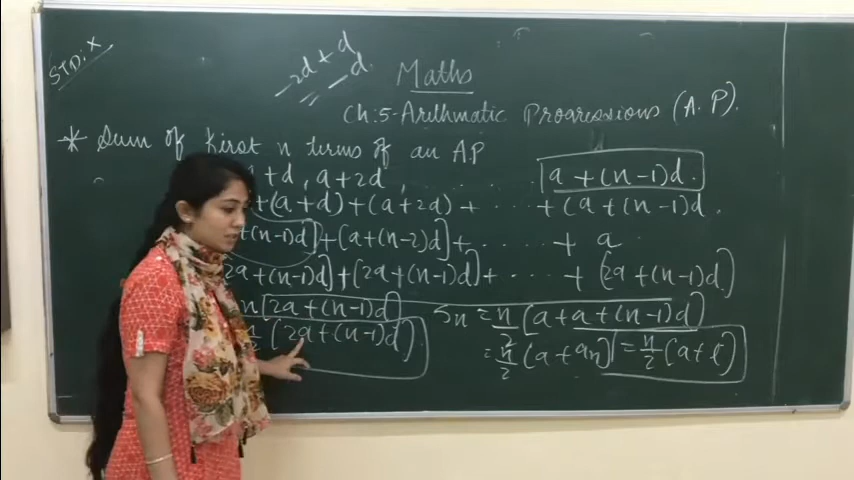 STD: X
-2d + d
-d
Maths
Ch:5-Arithmatic Progressions (A.P).
* Sum of first n terms of an A.P
+ d, a + 2d, ........ a + (n-1)d.
+ (a + d) + (a + 2d) + ..... + (a + (n-1)d.
+ (n-1)d] + [a + (n-2)d] + ..... + a
2a + (n-1)d] + [2a + (n-1)d] + .... + [2a + (n-1)d]
n[2a + (n-1)d]
n/2 [2a + (n-1)d]
Sn = n/2 [a + a + (n-1)d]
= n/2 [a + an] = n/2 (a + l)